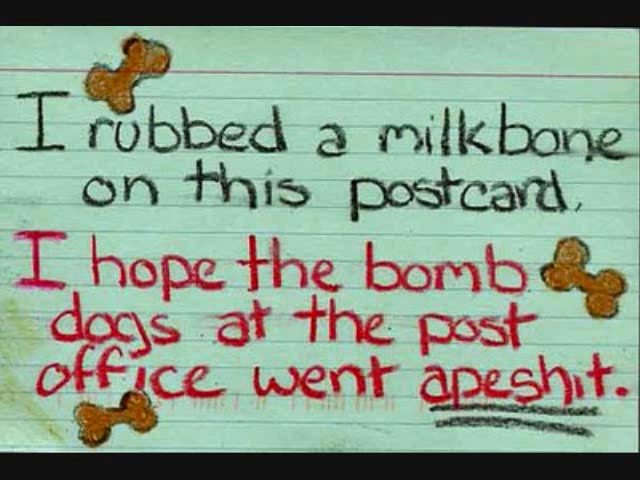 I rubbed a milkbone
on this postcard.
I hope the bomb
dogs at the post
office went apeshit.